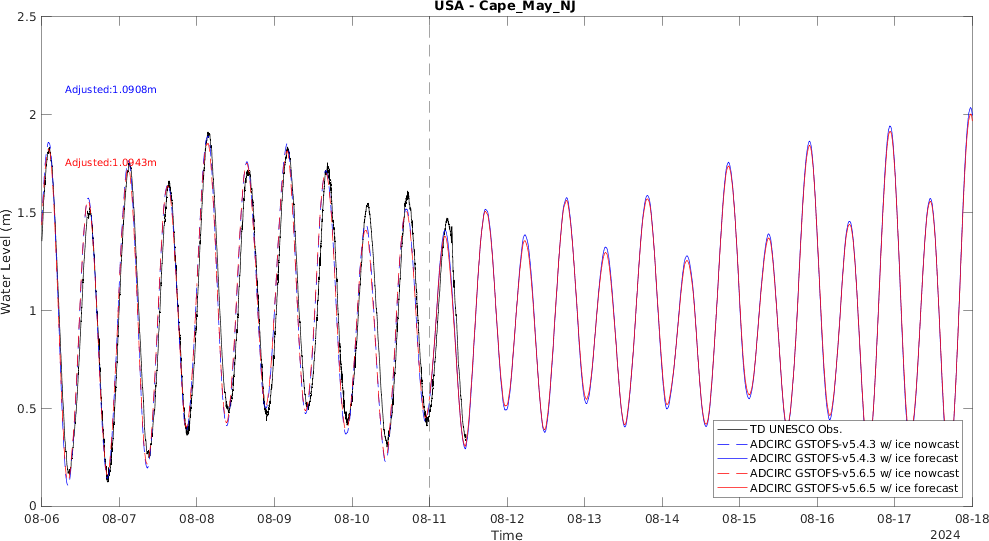 USA - Cape_May_NJ
2.5
2
1.5
1
0.5
0
Water Level (m)
Adjusted:1.0908m
Adjusted:1.0943m
TD UNESCO Obs.
ADCIRC GSTOFS-v5.4.3 w/ ice nowcast
ADCIRC GSTOFS-v5.4.3 w/ ice forecast
ADCIRC GSTOFS-v5.6.5 w/ ice nowcast
ADCIRC GSTOFS-v5.6.5 w/ ice forecast
08-06 08-07 08-08 08-09 08-10 08-11 08-12 08-13 08-14 08-15 08-16 08-17 08-18
Time
2024